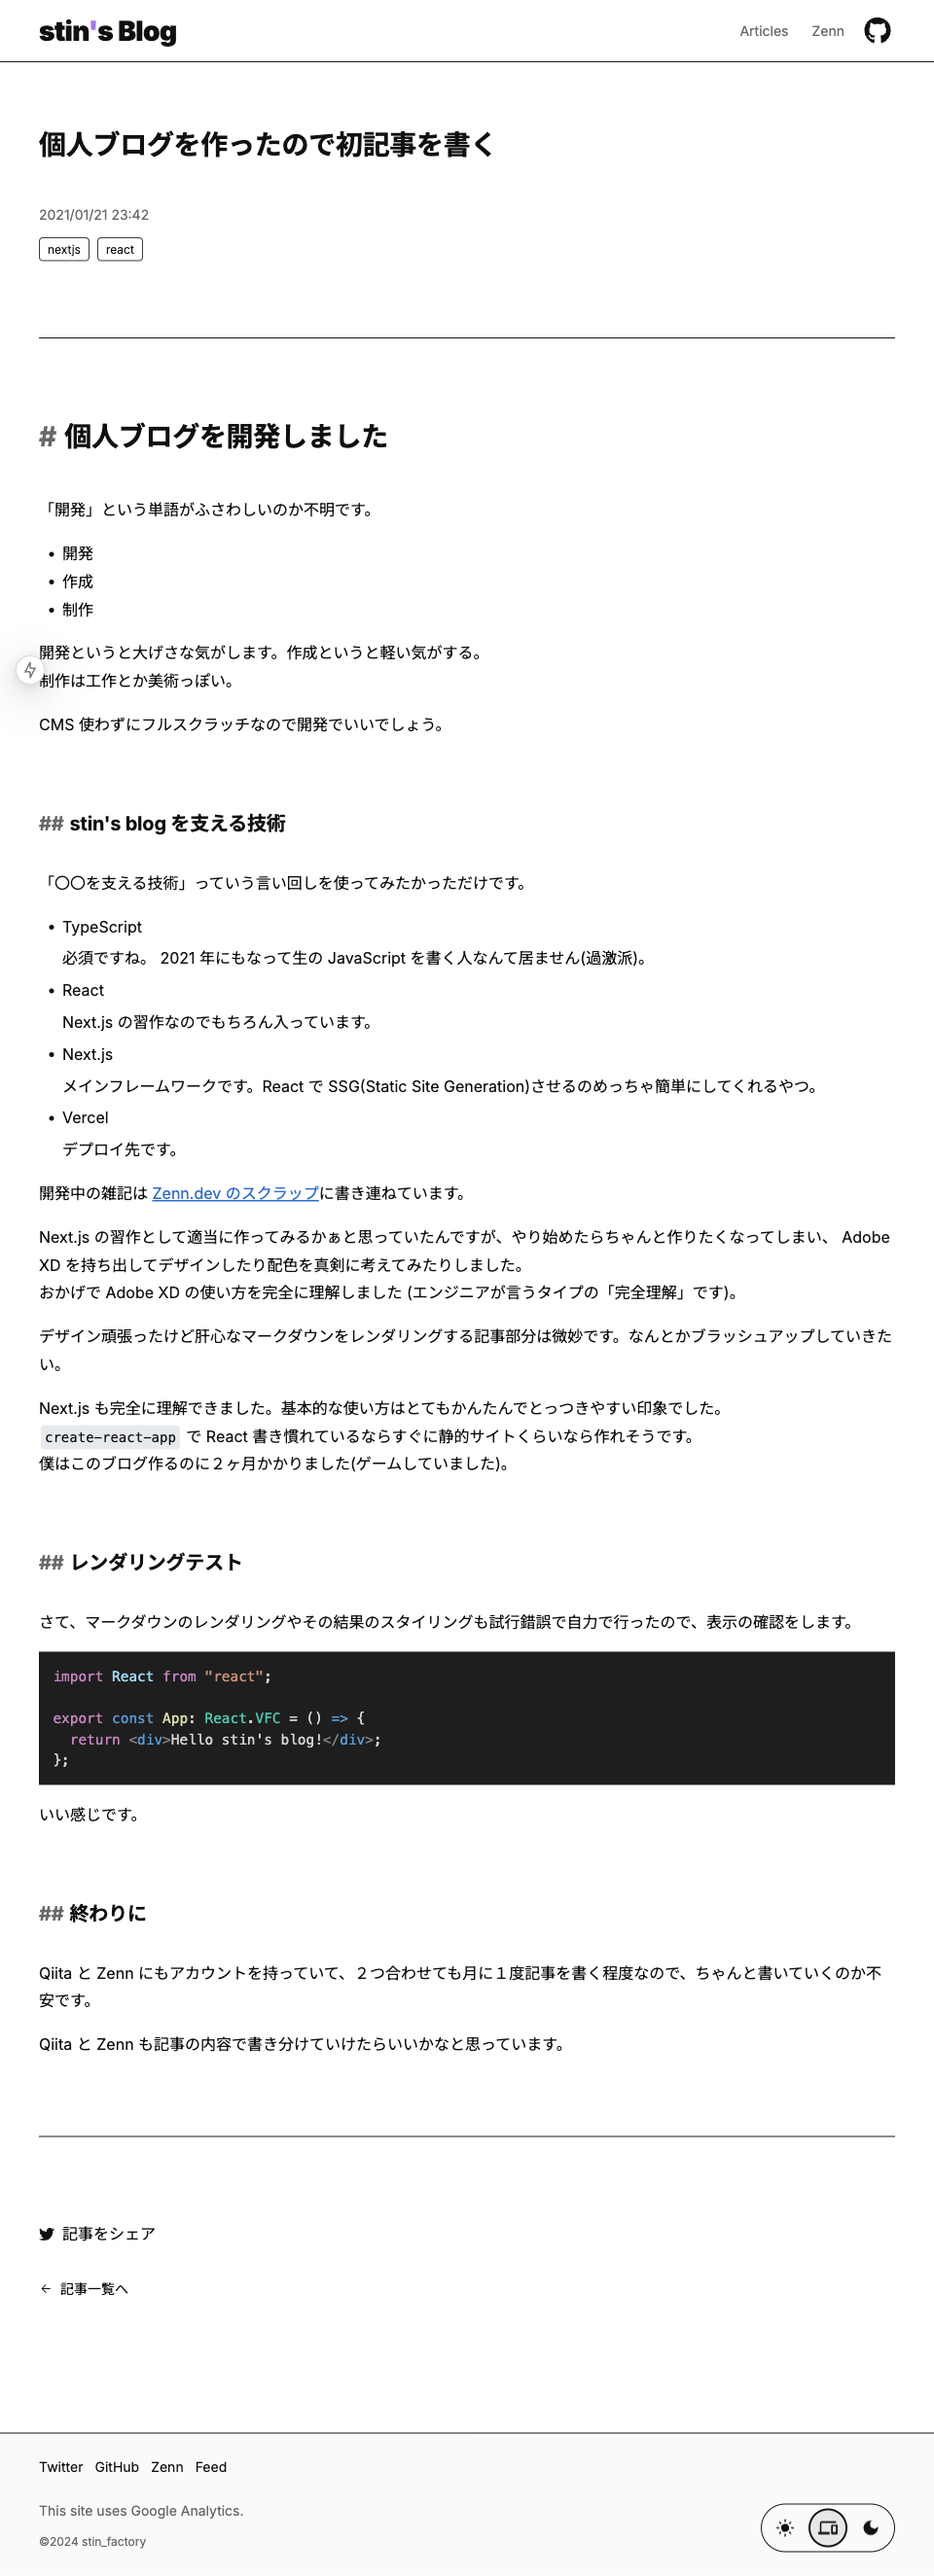 stin's Blog
Articles Zenn
個人ブログを作ったので初記事を書く
2021/01/21 23:42
nextjs react
# 個人ブログを開発しました
「開発」という単語がふさわしいのか不明です。
• 開発
• 作成
• 制作
開発というと大げさな気がします。作成というと軽い気がする。
制作は工作とか美術っぽい。
CMS 使わずにフルスクラッチなので開発でいいでしょう。
## stin's blog を支える技術
「〇〇を支える技術」っていう言い回しを使ってみたかっただけです。
• TypeScript
必須ですね。 2021 年にもなって生の JavaScript を書く人なんて居ません(過激派)。
• React
Next.js の習作なのでもちろん入っています。
• Next.js
メインフレームワークです。React で SSG(Static Site Generation)させるのめっちゃ簡単にしてくれるやつ。
• Vercel
デプロイ先です。
開発中の雑記は Zenn.dev のスクラップに書き連ねています。
Next.js の習作として適当に作ってみるかぁと思っていたんですが、やり始めたらちゃんと作りたくなってしまい、 Adobe
XD を持ち出してデザインしたり配色を真剣に考えてみたりしました。
おかげで Adobe XD の使い方を完全に理解しました (エンジニアが言うタイプの「完全理解」です)。
デザイン頑張ったけど肝心なマークダウンをレンダリングする記事部分は微妙です。なんとかブラッシュアップしていきた
い。
Next.js も完全に理解できました。基本的な使い方はとてもかんたんでとっつきやすい印象でした。
create-react-app で React 書き慣れているならすぐに静的サイトくらいなら作れそうです。
僕はこのブログ作るのに２ヶ月かかりました(ゲームしていました)。
## レンダリングテスト
さて、マークダウンのレンダリングやその結果のスタイリングも試行錯誤で自力で行ったので、表示の確認をします。
import React from "react";
export const App: React.VFC = () => {
  return <div>Hello stin's blog!</div>;
};
いい感じです。
## 終わりに
Qiita と Zenn にもアカウントを持っていて、２つ合わせても月に１度記事を書く程度なので、ちゃんと書いていくのか不
安です。
Qiita と Zenn も記事の内容で書き分けていけたらいいかなと思っています。
記事をシェア
← 記事一覧へ
Twitter GitHub Zenn Feed
This site uses Google Analytics.
©2024 stin_factory